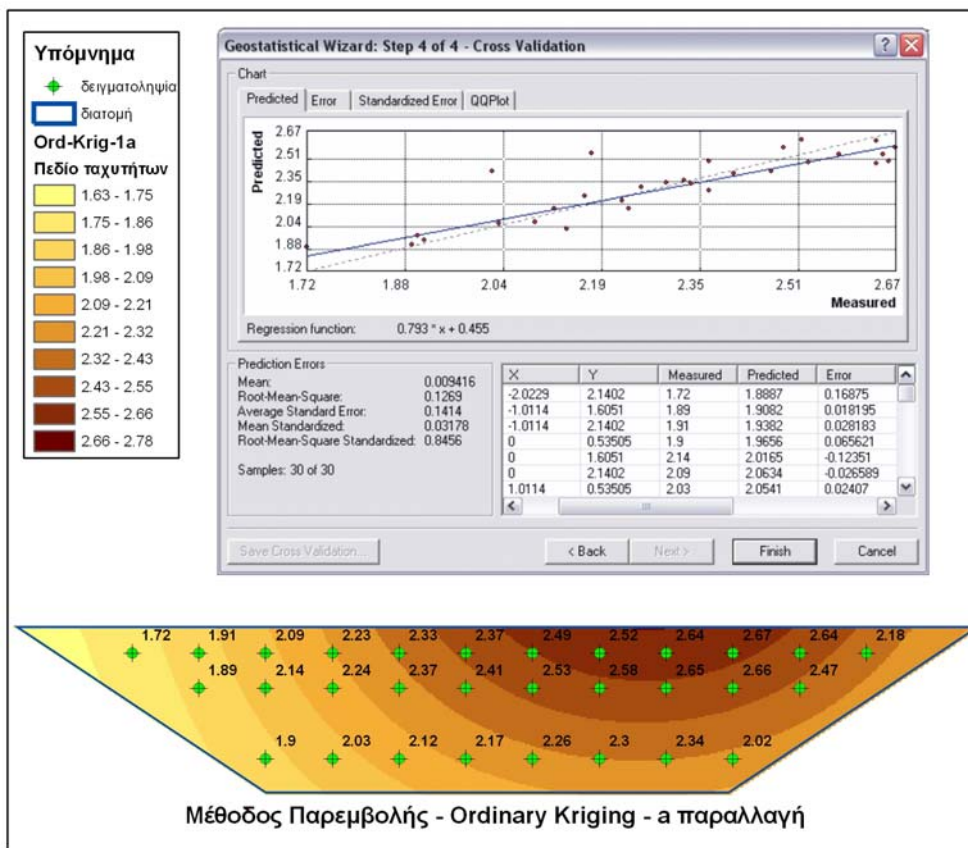 Υπόμνημα
δειγματοληψία
διατομή
Ord-Krig-1a
Πεδίο ταχυτήτων
1.63 - 1.75
1.75 - 1.86
1.86 - 1.98
1.98 - 2.09
2.09 - 2.21
2.21 - 2.32
2.32 - 2.43
2.43 - 2.55
2.55 - 2.66
2.66 - 2.78
Geostatistical Wizard: Step 4 of 4 - Cross Validation
Chart
Predicted Error Standardized Error QQPlot
Predicted
2.67
2.51
2.35
2.19
2.04
1.88
1.72
1.72 1.88 2.04 2.19 2.35 2.51 2.67
Measured
Regression function: 0.793 * x + 0.455
Prediction Errors
Mean: 0.009416
Root-Mean-Square: 0.1269
Average Standard Error: 0.1414
Mean Standardized: 0.03178
Root-Mean-Square Standardized: 0.8456
Samples: 30 of 30
X Y Measured Predicted Error
-2.0229 2.1402 1.72 1.8887 0.16875
-1.0114 1.6051 1.89 1.9082 0.018195
-1.0114 2.1402 1.91 1.9382 0.028183
0 0.53505 1.9 1.9656 0.065621
0 1.6051 2.14 2.0165 -0.12351
0 2.1402 2.09 2.0634 -0.026589
1.0114 0.53505 2.03 2.0541 0.02407
Save Cross Validation... < Back Next > Finish Cancel
1.72 1.91 2.09 2.23 2.33 2.37 2.49 2.52 2.64 2.67 2.64 2.18
1.89 2.14 2.24 2.37 2.41 2.53 2.58 2.65 2.66 2.47
1.9 2.03 2.12 2.17 2.26 2.3 2.34 2.02
Μέθοδος Παρεμβολής - Ordinary Kriging - a παραλλαγή